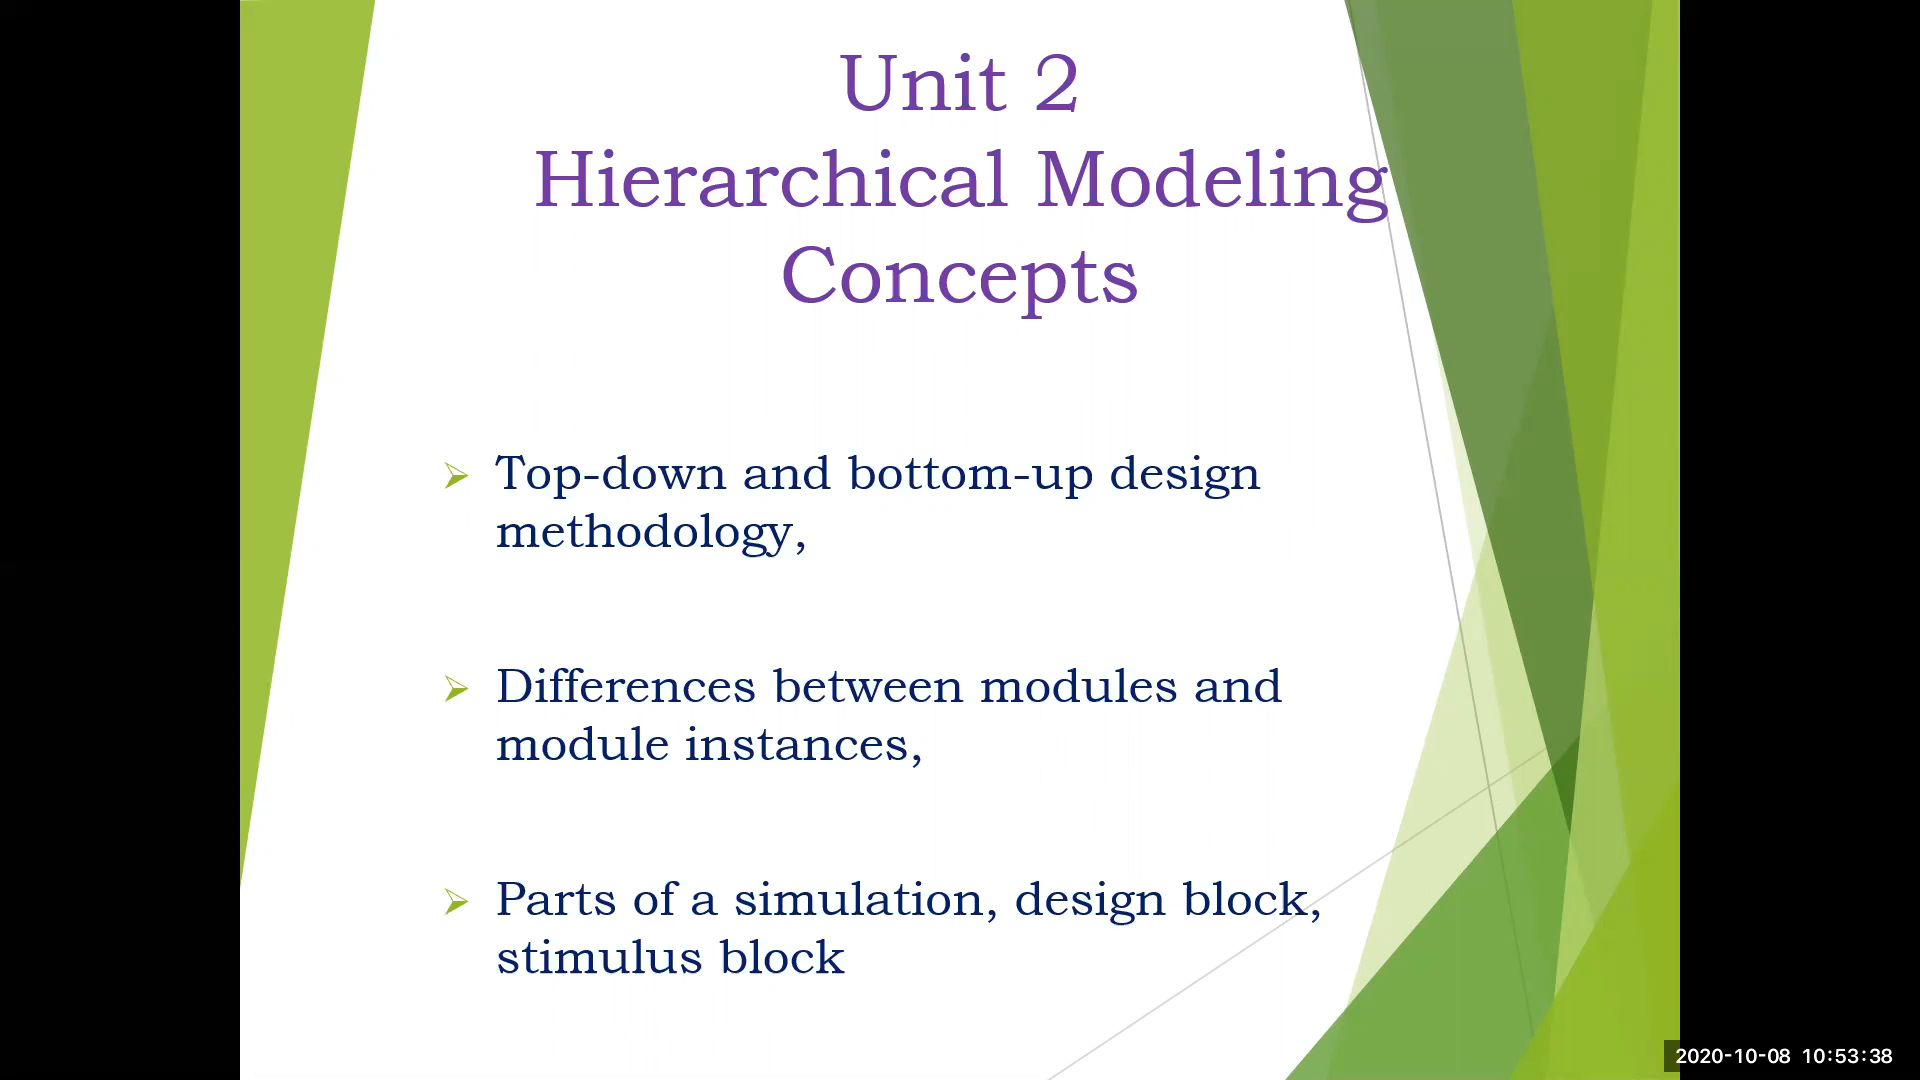 Unit 2
Hierarchical Modeling
Concepts
Top-down and bottom-up design
methodology,
Differences between modules and
module instances,
Parts of a simulation, design block,
stimulus block
2020-10-08 10:53:38